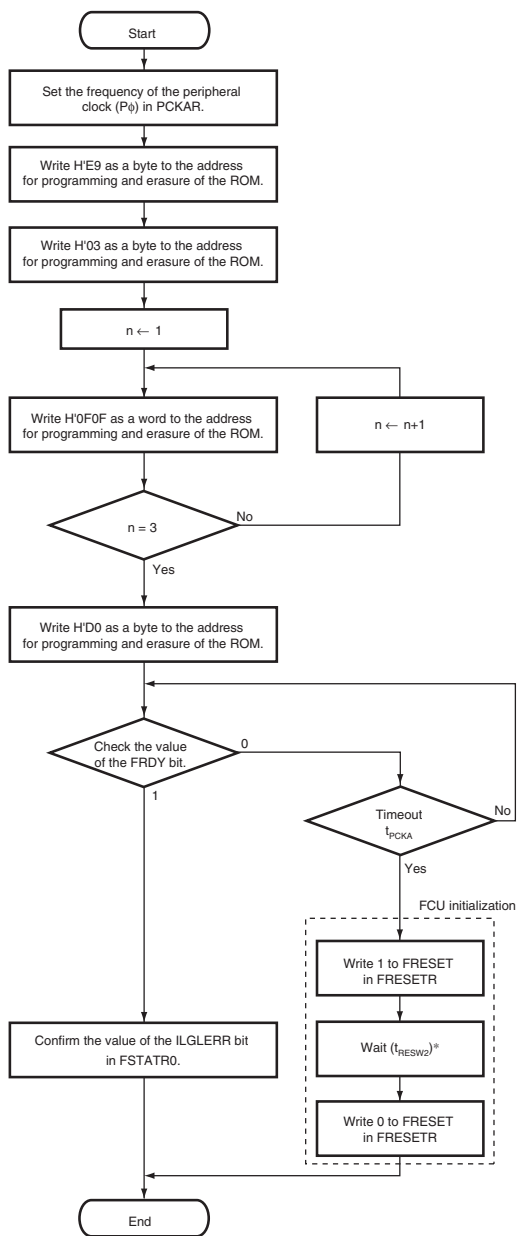 Start
Set the frequency of the peripheral
clock (Pϕ) in PCKAR.
Write H'E9 as a byte to the address
for programming and erasure of the ROM.
Write H'03 as a byte to the address
for programming and erasure of the ROM.
n ← 1
Write H'0F0F as a word to the address
for programming and erasure of the ROM.
n ← n+1
n = 3
No
Yes
Write H'D0 as a byte to the address
for programming and erasure of the ROM.
Check the value
of the FRDY bit.
0
1
Timeout
tPCKA
No
Yes
FCU initialization
Write 1 to FRESET
in FRESETR
Confirm the value of the ILGLERR bit
in FSTATR0.
Wait (tRESW2)*
Write 0 to FRESET
in FRESETR
End